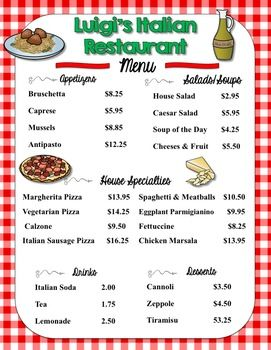 Luigi's Italian
Restaurant
Menu
Appetizers
Bruschetta $8.25
Caprese $5.95
Mussels $8.85
Antipasto $12.25
Salads/Soups
House Salad $2.95
Caesar Salad $5.95
Soup of the Day $4.25
Cheeses & Fruit $5.50
House Specialties
Margherita Pizza $13.95
Vegetarian Pizza $14.25
Calzone $9.50
Italian Sausage Pizza $16.25
Spaghetti & Meatballs $10.50
Eggplant Parmigianino $9.95
Fettuccine $8.25
Chicken Marsala $13.95
Drinks
Italian Soda 2.00
Tea 1.75
Lemonade 2.50
Desserts
Cannoli $3.50
Zeppole $4.50
Tiramisu $3.25